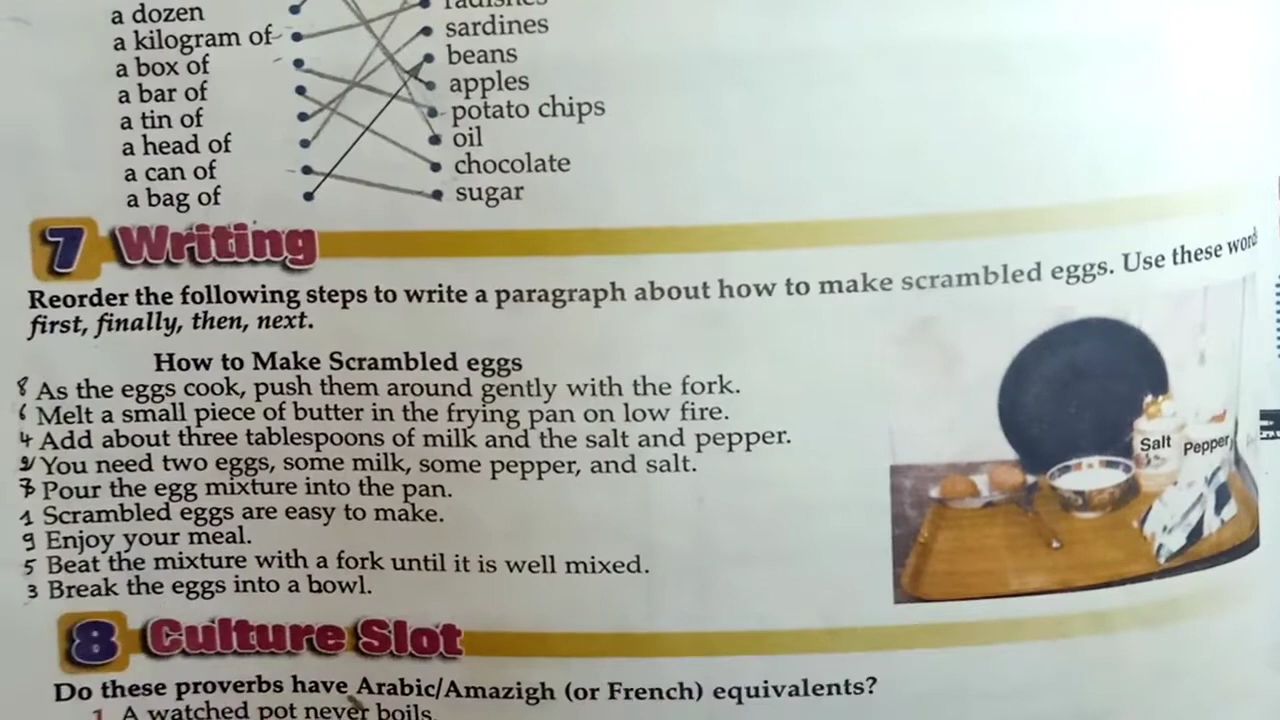 a dozen
radishes
a kilogram of
sardines
a box of
beans
a bar of
apples
a tin of
potato chips
a head of
oil
a can of
chocolate
a bag of
sugar
7 Writing
Reorder the following steps to write a paragraph about how to make scrambled eggs. Use these word
first, finally, then, next.
How to Make Scrambled eggs
8 As the eggs cook, push them around gently with the fork.
6 Melt a small piece of butter in the frying pan on low fire.
4 Add about three tablespoons of milk and the salt and pepper.
2 You need two eggs, some milk, some pepper, and salt.
7 Pour the egg mixture into the pan.
1 Scrambled eggs are easy to make.
9 Enjoy your meal.
5 Beat the mixture with a fork until it is well mixed.
3 Break the eggs into a bowl.
Salt
Pepper
8 Culture Slot
Do these proverbs have Arabic/Amazigh (or French) equivalents?
1. A watched pot never boils.